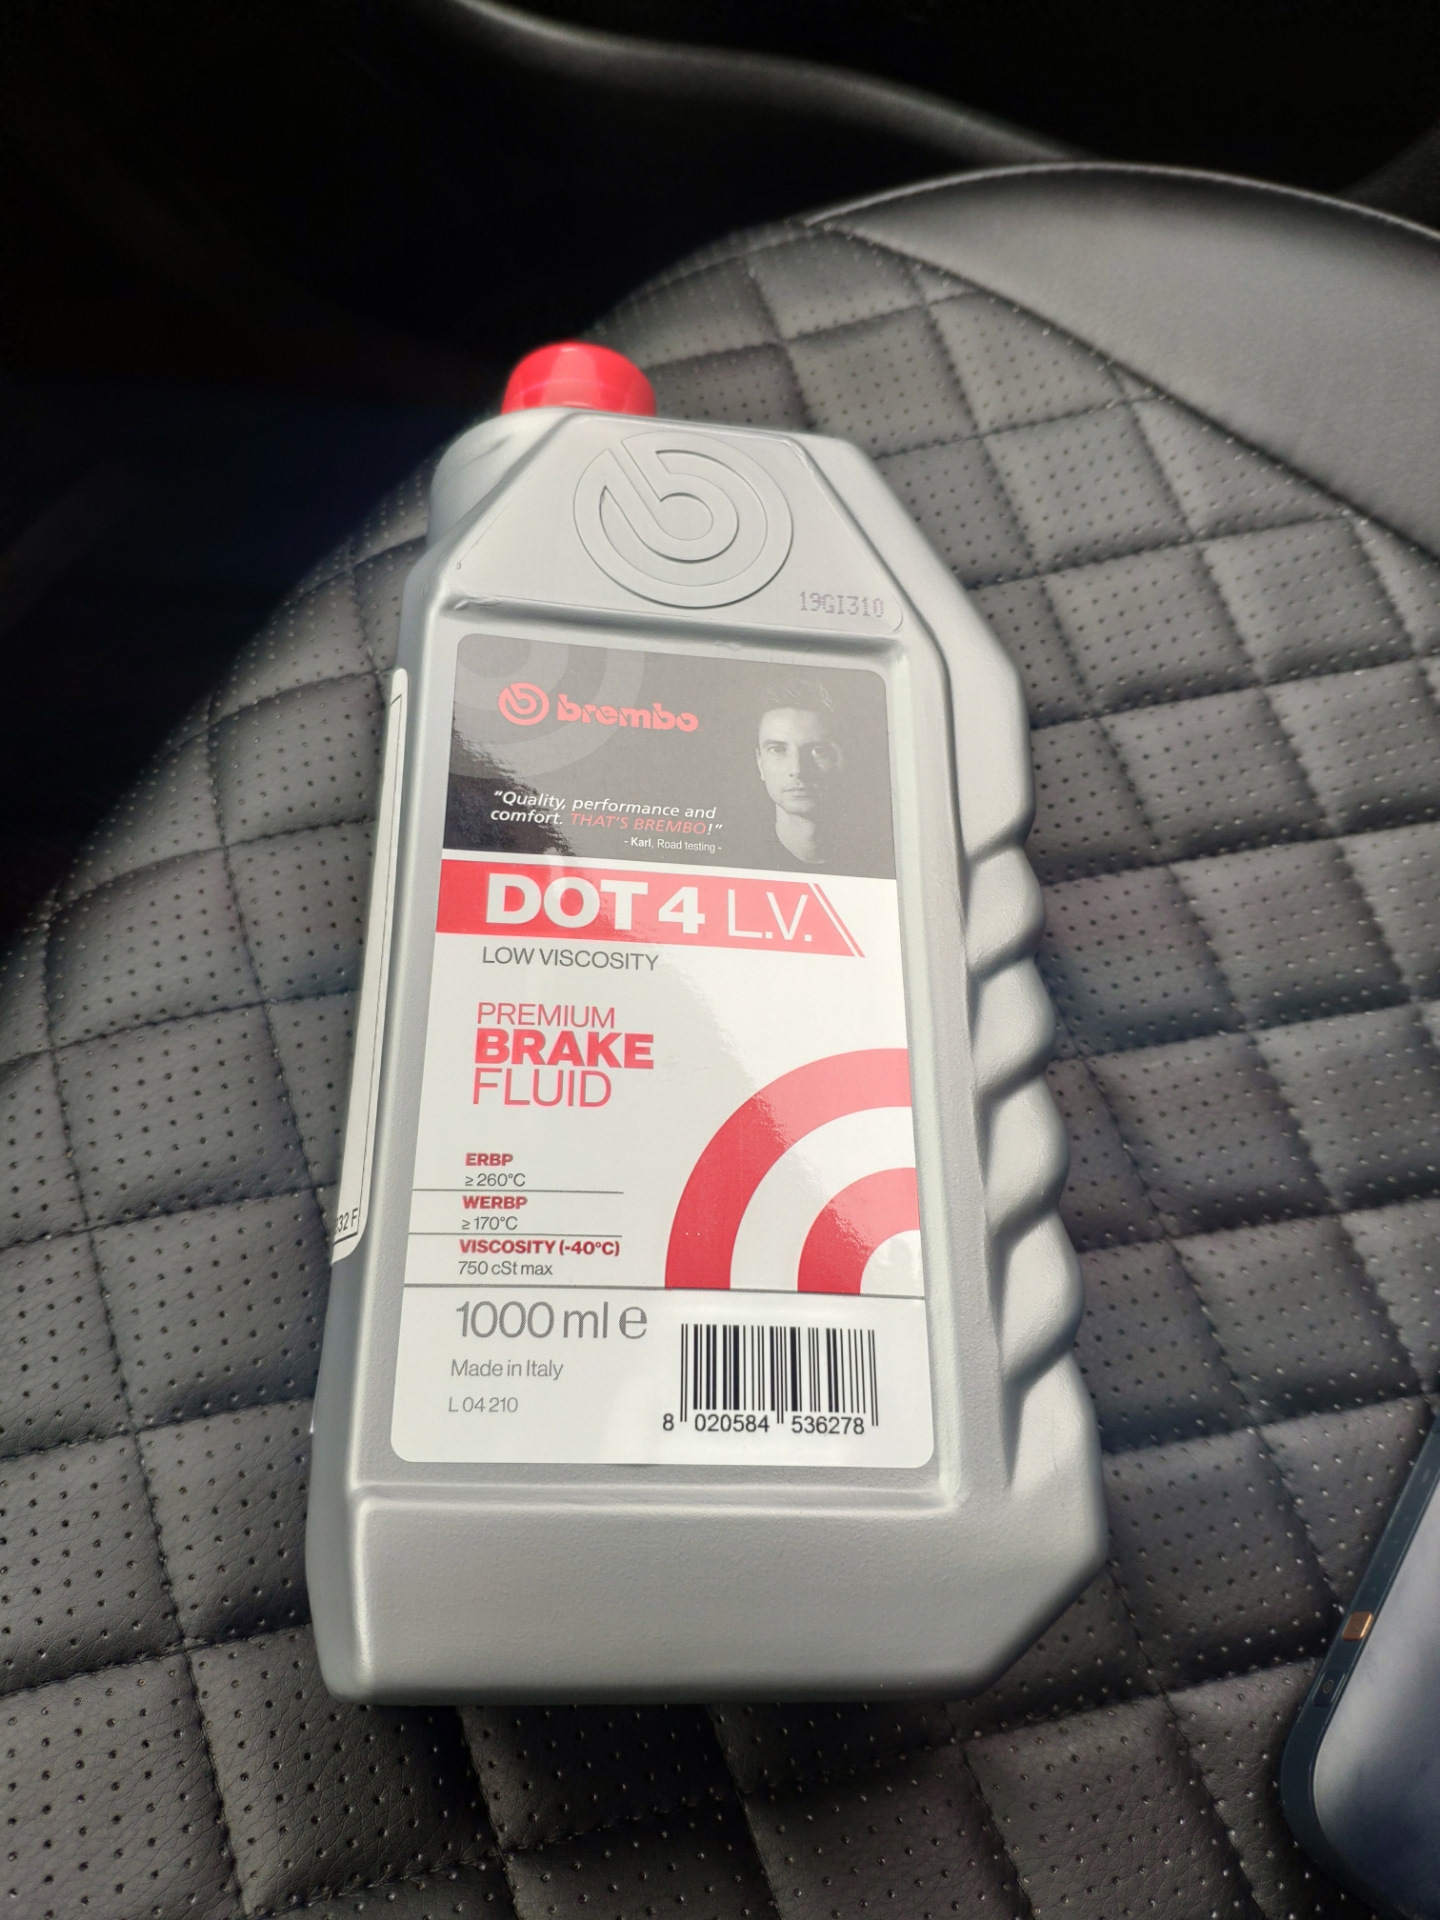 19GI310
brembo
“Quality, performance and
comfort. THAT'S BREMBO!”
- Karl, Road testing -
DOT 4 L.V.
LOW VISCOSITY
PREMIUM
BRAKE
FLUID
ERBP
≥ 260°C
WERBP
≥ 170°C
VISCOSITY (-40°C)
750 cSt max
32 F
1000 ml e
Made in Italy
L 04 210
8 020584 536278